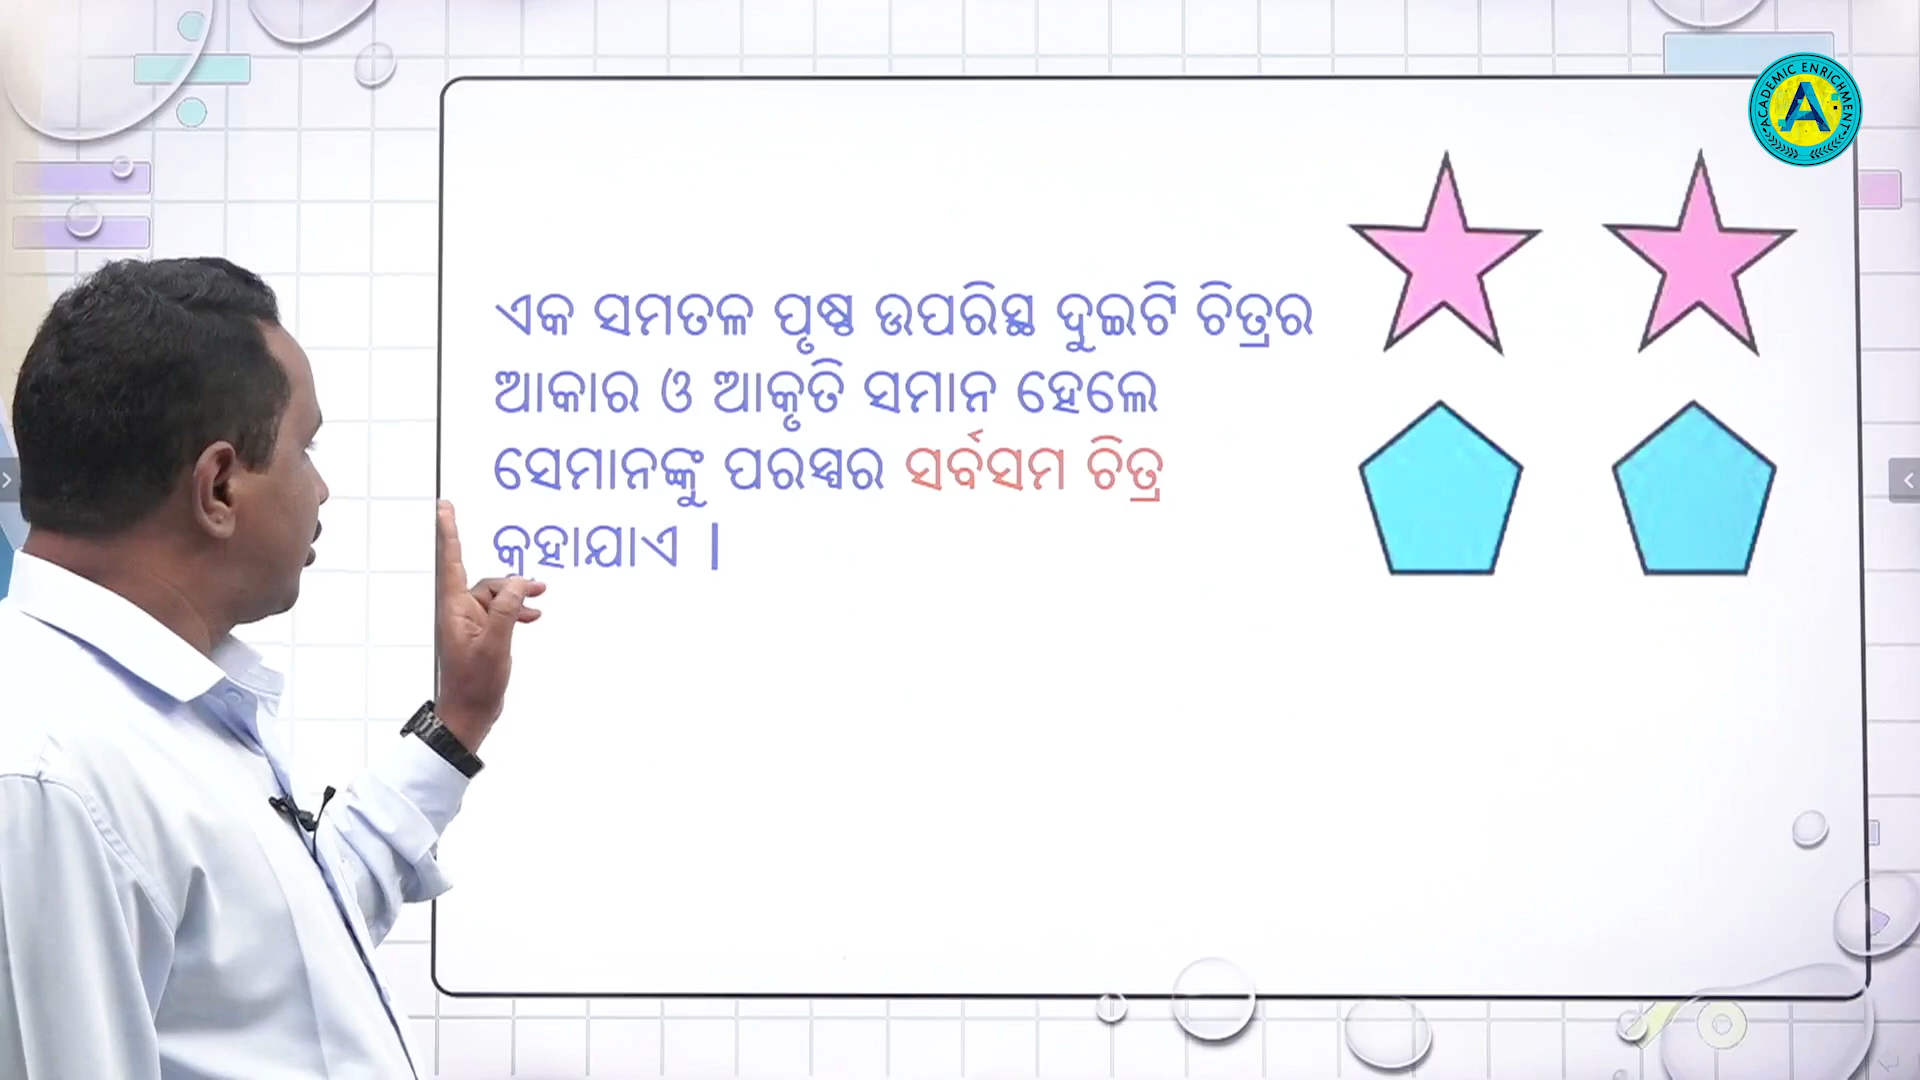 ACADEMIC ENRICHMENT
ଏକ ସମତଳ ପୃଷ୍ଠ ଉପରିସ୍ଥ ଦୁଇଟି ଚିତ୍ରର
ଆକାର ଓ ଆକୃତି ସମାନ ହେଲେ
ସେମାନଙ୍କୁ ପରସ୍ପର ସର୍ବସମ ଚିତ୍ର
କୁହାଯାଏ |